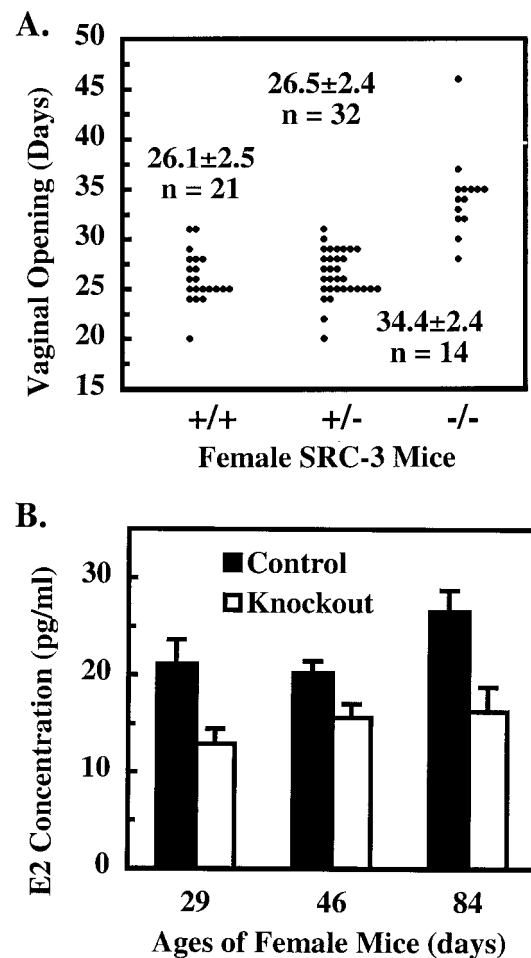 A.
Vaginal Opening (Days)
50
45
40
35
30
25
20
15
26.1±2.5
n = 21
26.5±2.4
n = 32
34.4±2.4
n = 14
+/+ +/- -/-
Female SRC-3 Mice
B.
E2 Concentration (pg/ml)
30
20
10
0
Control
Knockout
29 46 84
Ages of Female Mice (days)